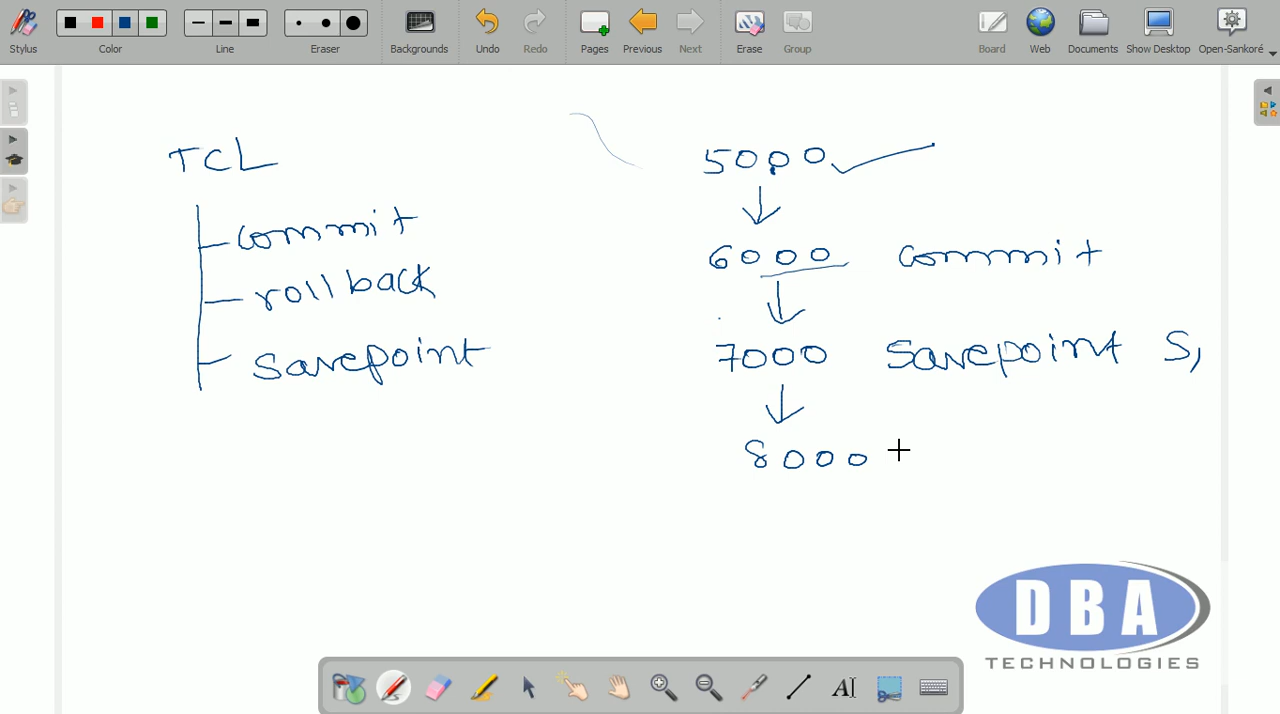 Stylus Color Line Eraser Backgrounds Undo Redo Pages Previous Next Erase Group Board Web Documents Show Desktop Open-Sankoré
TCL
commit
rollback
savepoint
5000
6000 commit
7000 savepoint S1
8000
DBA
TECHNOLOGIES